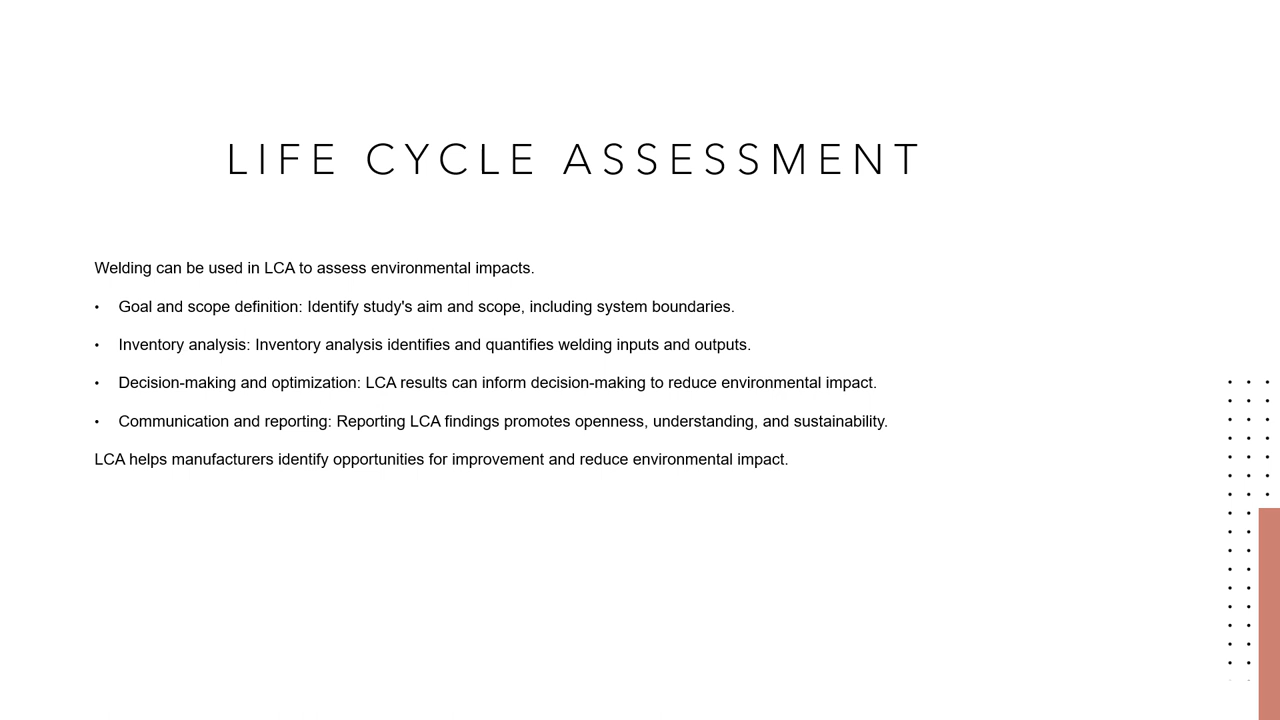 LIFE CYCLE ASSESSMENT
Welding can be used in LCA to assess environmental impacts.
• Goal and scope definition: Identify study's aim and scope, including system boundaries.
• Inventory analysis: Inventory analysis identifies and quantifies welding inputs and outputs.
• Decision-making and optimization: LCA results can inform decision-making to reduce environmental impact.
• Communication and reporting: Reporting LCA findings promotes openness, understanding, and sustainability.
LCA helps manufacturers identify opportunities for improvement and reduce environmental impact.